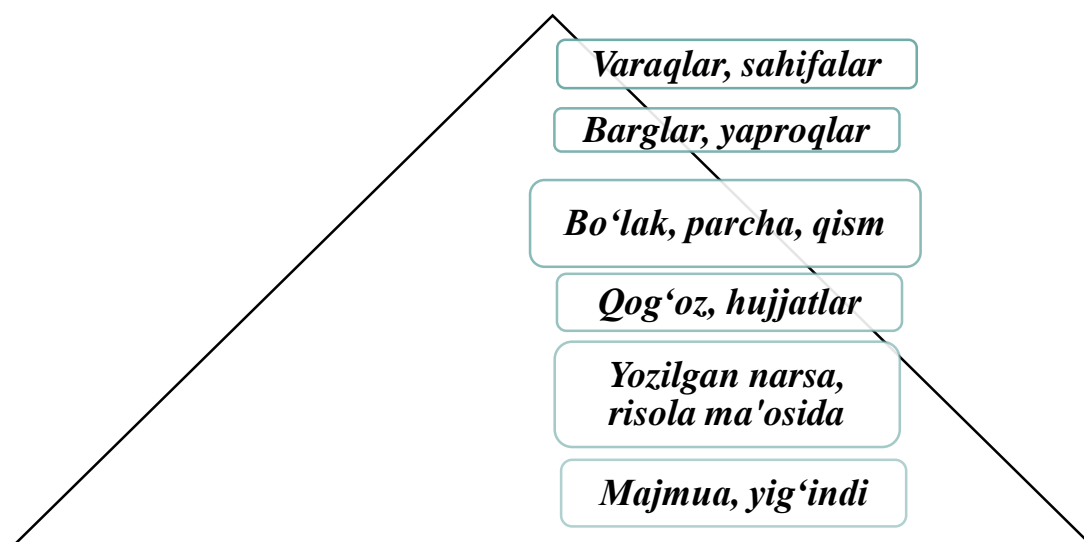 Varaqlar, sahifalar
Barglar, yaproqlar
Bo‘lak, parcha, qism
Qog‘oz, hujjatlar
Yozilgan narsa,
risola ma'osida
Majmua, yig‘indi